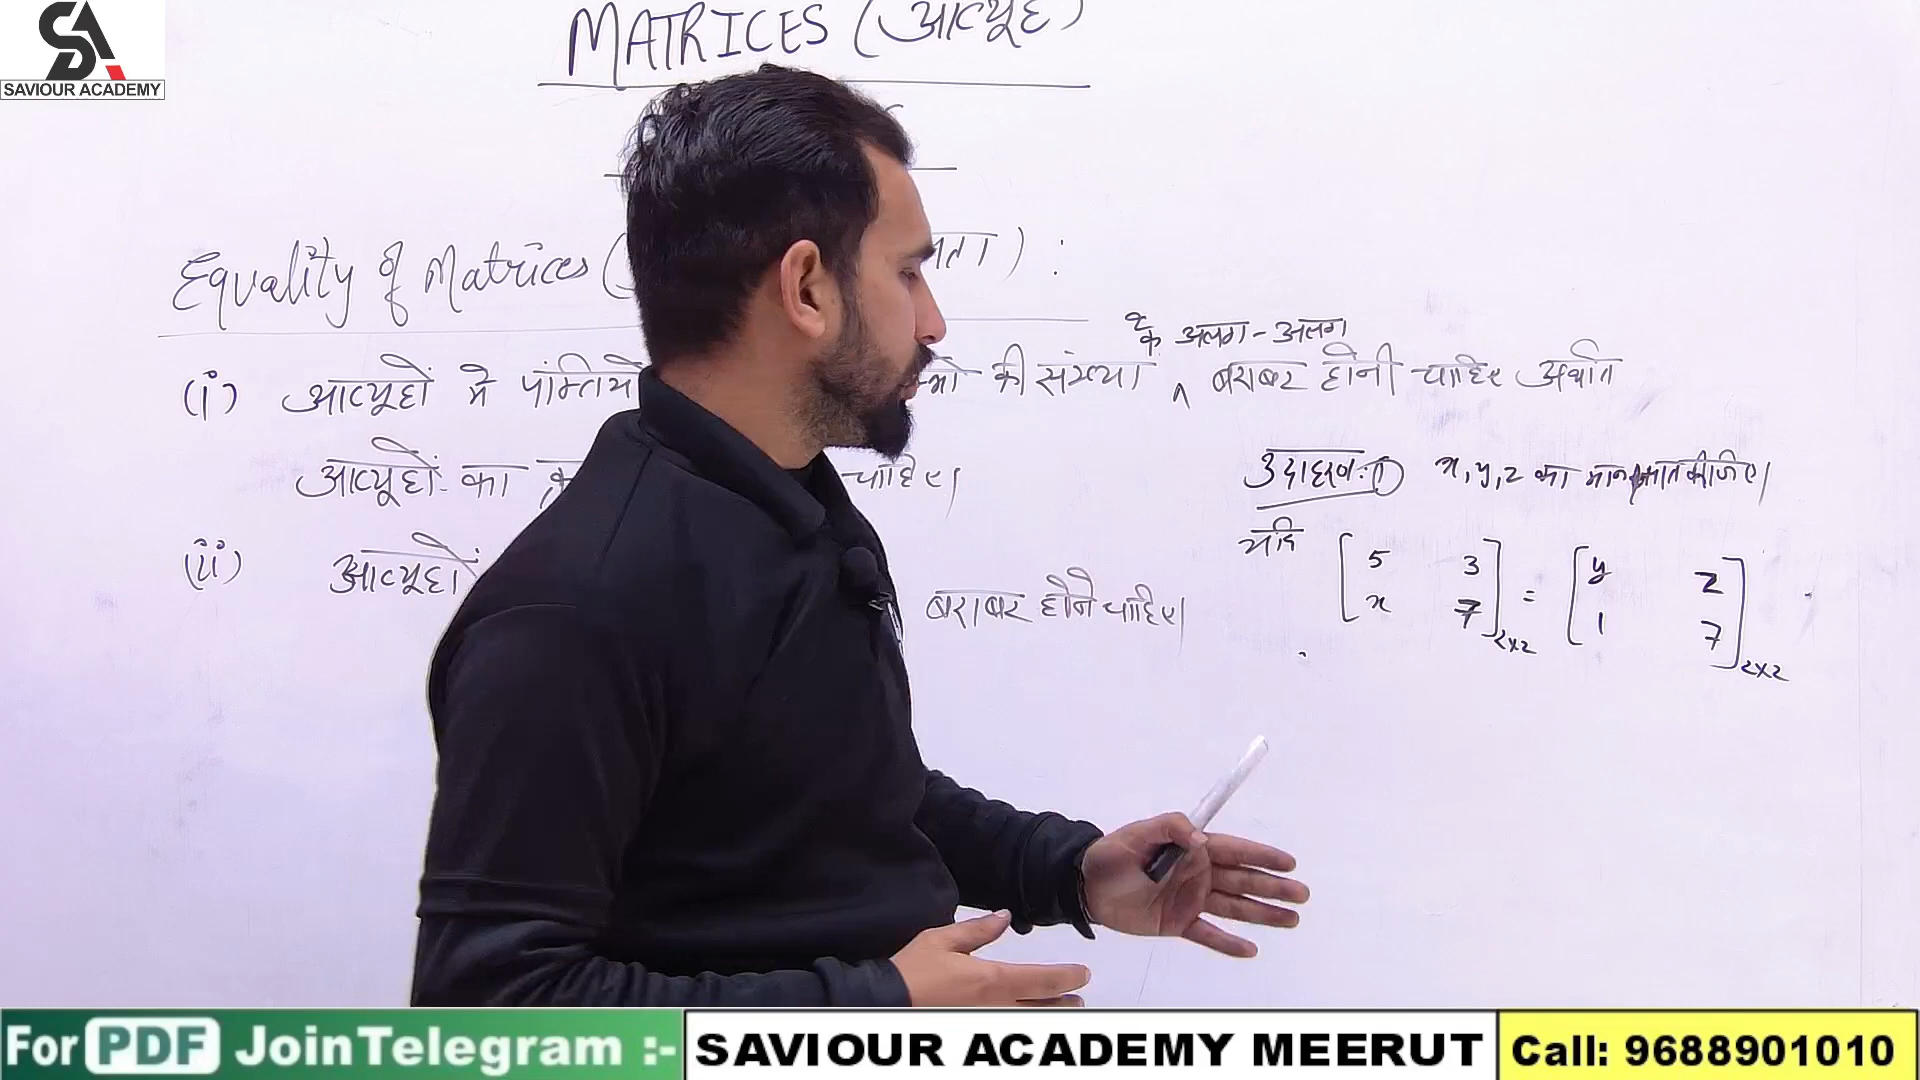 SAVIOUR ACADEMY
MATRICES (आव्यूह)
Equality of Matrices ( ता) :
के अलग-अलग
(i) आव्यूहों मे पंक्तियो की संख्या ^ बराबर होनी चाहिए अर्थात
आव्यूहों का चाहिए।
(ii) आव्यूहों बराबर होने चाहिए।
उदाहरण:① x, y, z का मान ज्ञात कीजिए।
यदि [5 3 = [y z
x 7]2x2 1 7]2x2
For PDF Join Telegram :- SAVIOUR ACADEMY MEERUT Call: 9688901010